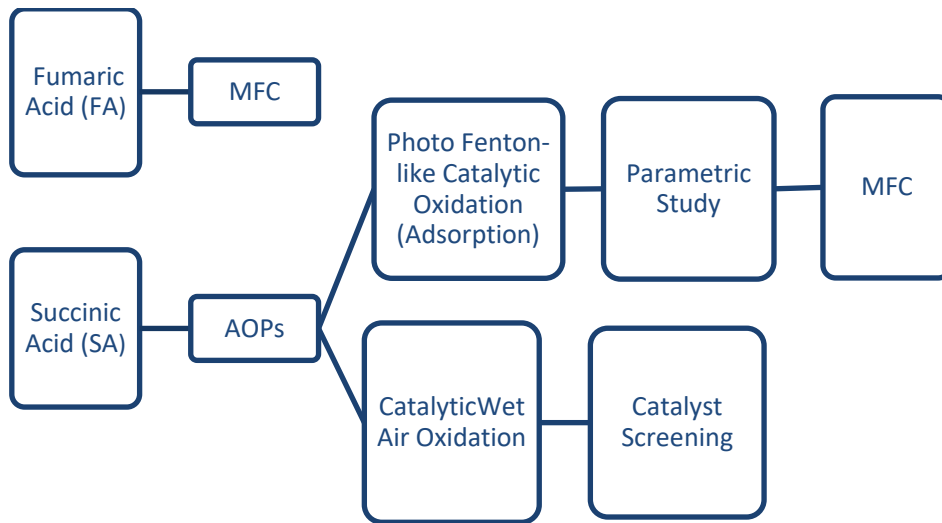 Fumaric
Acid (FA)
MFC
Photo Fenton-
like Catalytic
Oxidation
(Adsorption)
Parametric
Study
MFC
Succinic
Acid (SA)
AOPs
CatalyticWet
Air Oxidation
Catalyst
Screening